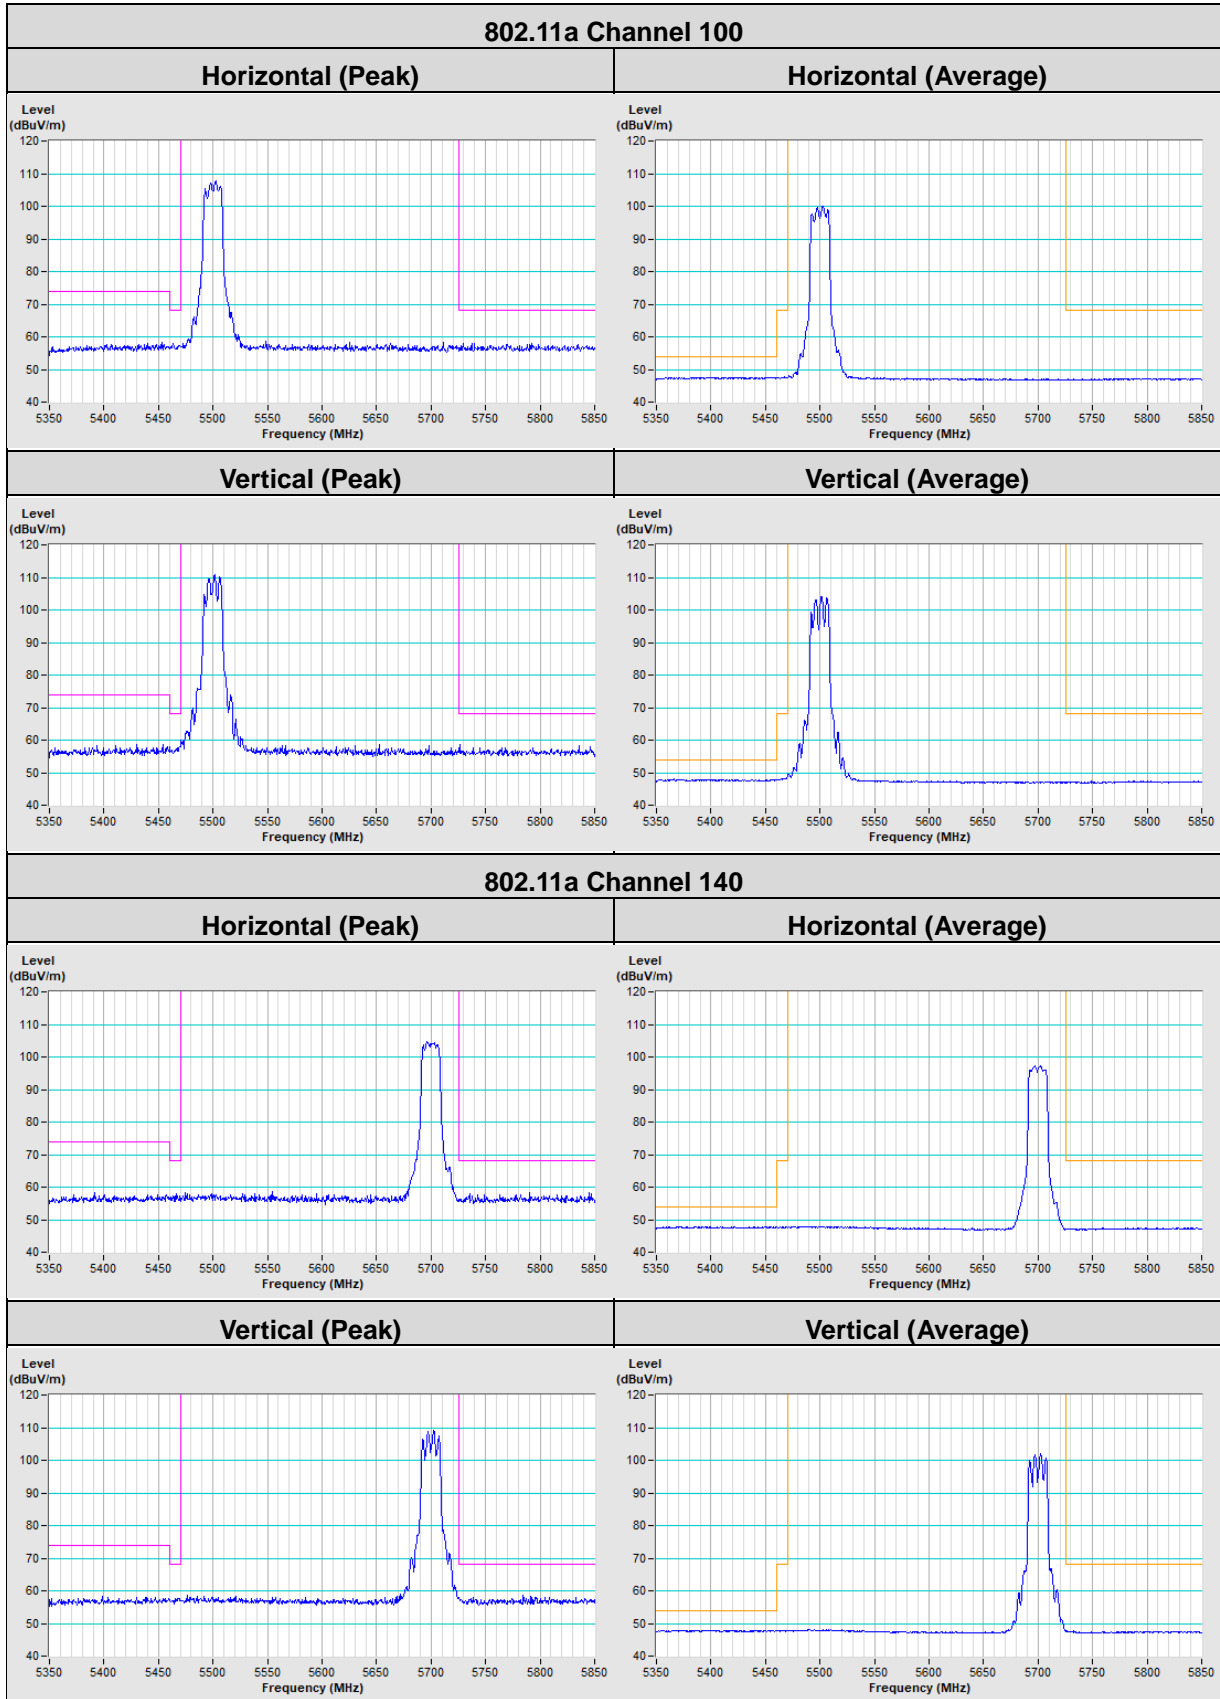 802.11a Channel 100
Horizontal (Peak) Horizontal (Average)
Level Level
(dBuV/m) (dBuV/m)
120 120
110 110
100 100
90 90
80 80
70 70
60 60
50 50
40 40
5350 5400 5450 5500 5550 5600 5650 5700 5750 5800 5850 5350 5400 5450 5500 5550 5600 5650 5700 5750 5800 5850
Frequency (MHz) Frequency (MHz)
Vertical (Peak) Vertical (Average)
Level Level
(dBuV/m) (dBuV/m)
120 120
110 110
100 100
90 90
80 80
70 70
60 60
50 50
40 40
5350 5400 5450 5500 5550 5600 5650 5700 5750 5800 5850 5350 5400 5450 5500 5550 5600 5650 5700 5750 5800 5850
Frequency (MHz) Frequency (MHz)
802.11a Channel 140
Horizontal (Peak) Horizontal (Average)
Level Level
(dBuV/m) (dBuV/m)
120 120
110 110
100 100
90 90
80 80
70 70
60 60
50 50
40 40
5350 5400 5450 5500 5550 5600 5650 5700 5750 5800 5850 5350 5400 5450 5500 5550 5600 5650 5700 5750 5800 5850
Frequency (MHz) Frequency (MHz)
Vertical (Peak) Vertical (Average)
Level Level
(dBuV/m) (dBuV/m)
120 120
110 110
100 100
90 90
80 80
70 70
60 60
50 50
40 40
5350 5400 5450 5500 5550 5600 5650 5700 5750 5800 5850 5350 5400 5450 5500 5550 5600 5650 5700 5750 5800 5850
Frequency (MHz) Frequency (MHz)